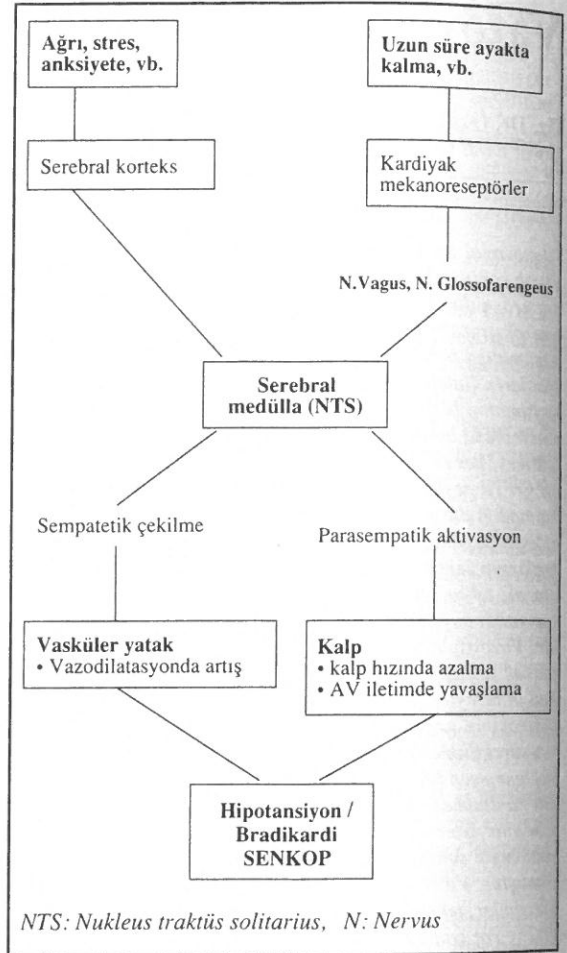 Ağrı, stres,
anksiyete, vb.
Uzun süre ayakta
kalma, vb.
Serebral korteks
Kardiyak
mekanoreseptörler
N.Vagus, N. Glossofarengeus
Serebral
medülla (NTS)
Sempatetik çekilme
Parasempatik aktivasyon
Vasküler yatak
• Vazodilatasyonda artış
Kalp
• kalp hızında azalma
• AV iletimde yavaşlama
Hipotansiyon /
Bradikardi
SENKOP
NTS: Nukleus traktüs solitarius, N: Nervus